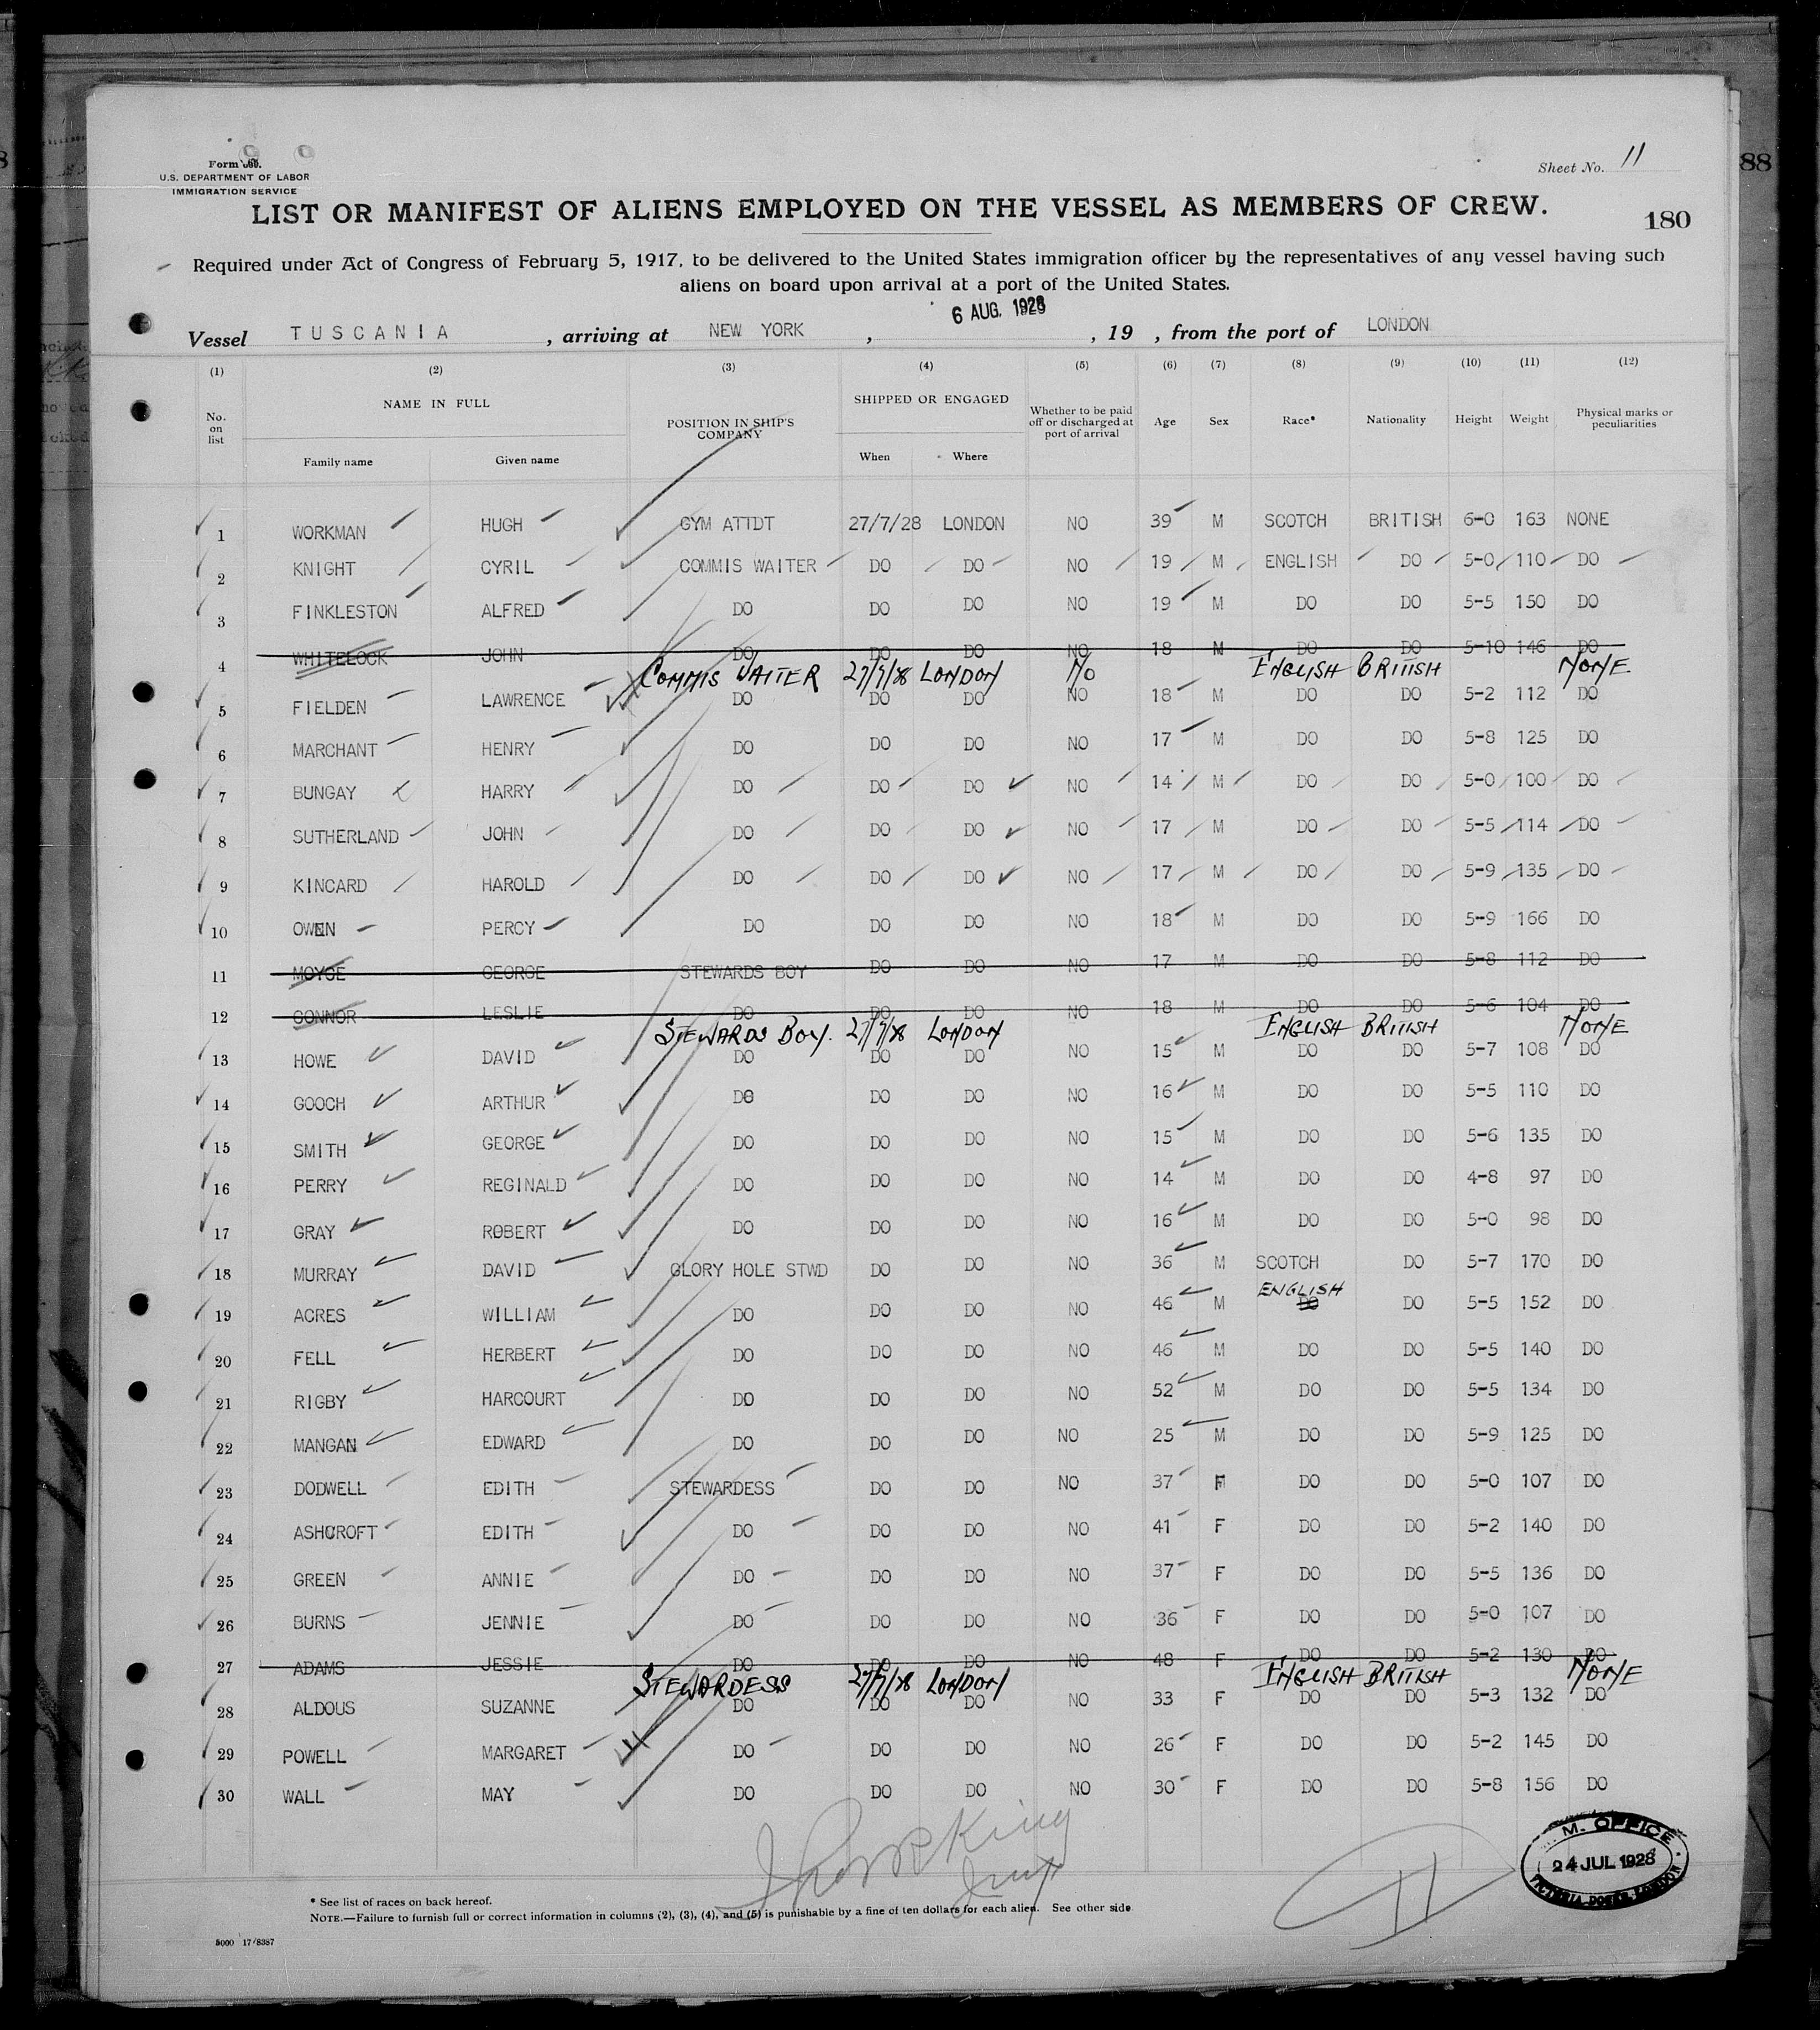 Form
U.S. DEPARTMENT OF LABOR
IMMIGRATION SERVICE
Sheet No. 11
88
LIST OR MANIFEST OF ALIENS EMPLOYED ON THE VESSEL AS MEMBERS OF CREW.
180
Required under Act of Congress of February 5, 1917, to be delivered to the United States immigration officer by the representatives of any vessel having such
aliens on board upon arrival at a port of the United States.
6 AUG. 1928
Vessel TUSCANIA , arriving at NEW YORK , , 19 , from the port of LONDON
(1) (2) (3) (4) (5) (6) (7) (8) (9) (10) (11) (12)
No. on list NAME IN FULL POSITION IN SHIP'S COMPANY SHIPPED OR ENGAGED Whether to be paid off or discharged at port of arrival Age Sex Race* Nationality Height Weight Physical marks or peculiarities
Family name Given name When Where
1 WORKMAN HUGH GYM ATTDT 27/7/28 LONDON NO 39 M SCOTCH BRITISH 6-0 163 NONE
2 KNIGHT CYRIL COMMIS WAITER DO DO NO 19 M ENGLISH DO 5-0 110 DO
3 FINKLESTON ALFRED DO DO DO NO 19 M DO DO 5-5 150 DO
4 WHITELOCK JOHN DO DO DO NO 18 M DO DO 5-10 146 DO
COMMIS WAITER 27/7/28 LONDON NO ENGLISH BRITISH NONE
5 FIELDEN LAWRENCE DO DO DO NO 18 M DO DO 5-2 112 DO
6 MARCHANT HENRY DO DO DO NO 17 M DO DO 5-8 125 DO
7 BUNGAY HARRY DO DO DO NO 14 M DO DO 5-0 100 DO
8 SUTHERLAND JOHN DO DO DO NO 17 M DO DO 5-5 114 DO
9 KINCARD HAROLD DO DO DO NO 17 M DO DO 5-9 135 DO
10 OWEN PERCY DO DO DO NO 18 M DO DO 5-9 166 DO
11 MOYCE GEORGE STEWARDS BOY DO DO NO 17 M DO DO 5-8 112 DO
12 CONNOR LESLIE DO DO DO NO 18 M DO DO 5-6 104 DO
STEWARDS BOY. 27/7/28 LONDON ENGLISH BRITISH NONE
13 HOWE DAVID DO DO DO NO 15 M DO DO 5-7 108 DO
14 GOOCH ARTHUR DO DO DO NO 16 M DO DO 5-5 110 DO
15 SMITH GEORGE DO DO DO NO 15 M DO DO 5-6 135 DO
16 PERRY REGINALD DO DO DO NO 14 M DO DO 4-8 97 DO
17 GRAY ROBERT DO DO DO NO 16 M DO DO 5-0 98 DO
18 MURRAY DAVID GLORY HOLE STWD DO DO NO 36 M SCOTCH DO 5-7 170 DO
ENGLISH
19 ACRES WILLIAM DO DO DO NO 46 M DO DO 5-5 152 DO
20 FELL HERBERT DO DO DO NO 46 M DO DO 5-5 140 DO
21 RIGBY HARCOURT DO DO DO NO 52 M DO DO 5-5 134 DO
22 MANGAN EDWARD DO DO DO NO 25 M DO DO 5-9 125 DO
23 DODWELL EDITH STEWARDESS DO DO NO 37 F DO DO 5-0 107 DO
24 ASHCROFT EDITH DO DO DO NO 41 F DO DO 5-2 140 DO
25 GREEN ANNIE DO DO DO NO 37 F DO DO 5-5 136 DO
26 BURNS JENNIE DO DO DO NO 36 F DO DO 5-0 107 DO
27 ADAMS JESSIE DO DO DO NO 48 F DO DO 5-2 130 DO
STEWARDESS 27/7/28 LONDON ENGLISH BRITISH NONE
28 ALDOUS SUZANNE DO DO DO NO 33 F DO DO 5-3 132 DO
29 POWELL MARGARET DO DO DO NO 26 F DO DO 5-2 145 DO
30 WALL MAY DO DO DO NO 30 F DO DO 5-8 156 DO
M. OFFICE
24 JUL 1928
VICTORIA DOCKS, LONDON
* See list of races on back hereof.
NOTE.—Failure to furnish full or correct information in columns (2), (3), (4), and (5) is punishable by a fine of ten dollars for each alien. See other side
5000 17/8387